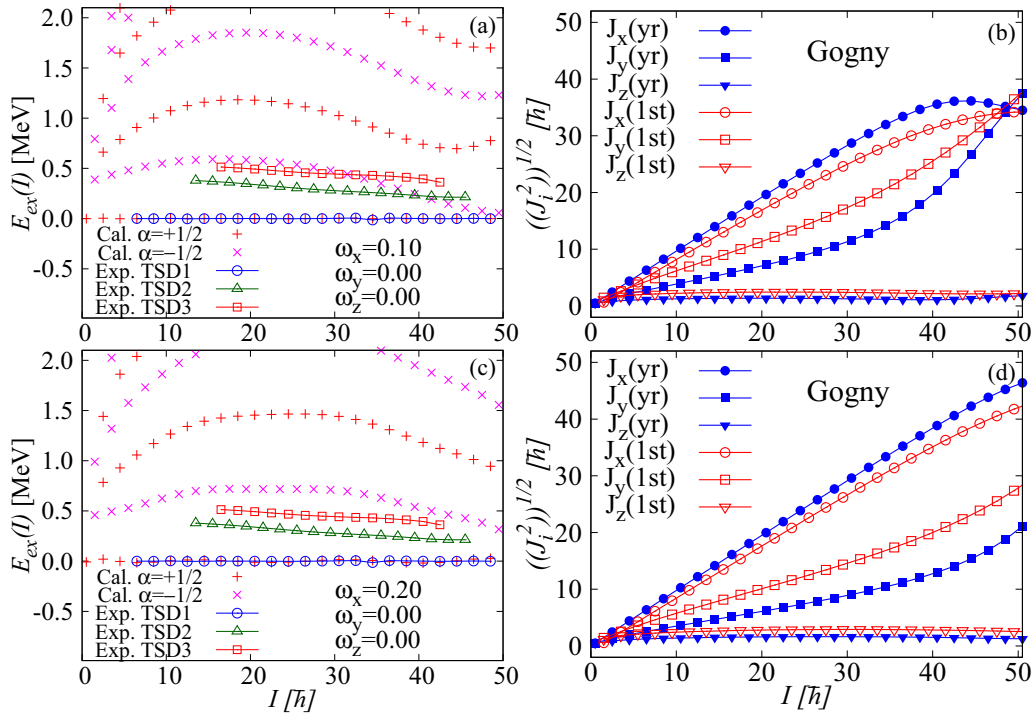 (a)
E_ex(I) [MeV]
2.0
1.5
1.0
0.5
0.0
-0.5
Cal. α=+1/2
Cal. α=−1/2
Exp. TSD1
Exp. TSD2
Exp. TSD3
ω_x=0.10
ω_y=0.00
ω_z=0.00
0 10 20 30 40 50
(b)
Gogny
((J_i^2))^{1/2} [ħ]
50
40
30
20
10
0
J_x(yr)
J_y(yr)
J_z(yr)
J_x(1st)
J_y(1st)
J_z(1st)
0 10 20 30 40 50
(c)
E_ex(I) [MeV]
2.0
1.5
1.0
0.5
0.0
-0.5
Cal. α=+1/2
Cal. α=−1/2
Exp. TSD1
Exp. TSD2
Exp. TSD3
ω_x=0.20
ω_y=0.00
ω_z=0.00
0 10 20 30 40 50
I [ħ]
(d)
Gogny
((J_i^2))^{1/2} [ħ]
50
40
30
20
10
0
J_x(yr)
J_y(yr)
J_z(yr)
J_x(1st)
J_y(1st)
J_z(1st)
0 10 20 30 40 50
I [ħ]